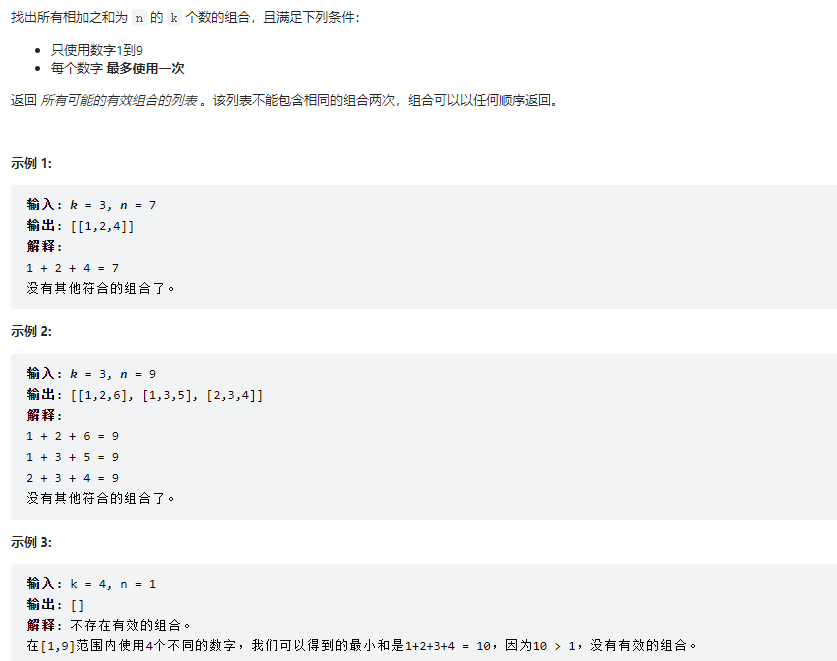 找出所有相加之和为 n 的 k 个数的组合，且满足下列条件：
只使用数字1到9
每个数字 最多使用一次
返回 所有可能的有效组合的列表 。该列表不能包含相同的组合两次，组合可以以任何顺序返回。
示例 1:
输入: k = 3, n = 7
输出: [[1,2,4]]
解释:
1 + 2 + 4 = 7
没有其他符合的组合了。
示例 2:
输入: k = 3, n = 9
输出: [[1,2,6], [1,3,5], [2,3,4]]
解释:
1 + 2 + 6 = 9
1 + 3 + 5 = 9
2 + 3 + 4 = 9
没有其他符合的组合了。
示例 3:
输入: k = 4, n = 1
输出: []
解释: 不存在有效的组合。
在[1,9]范围内使用4个不同的数字，我们可以得到的最小和是1+2+3+4 = 10，因为10 > 1，没有有效的组合。